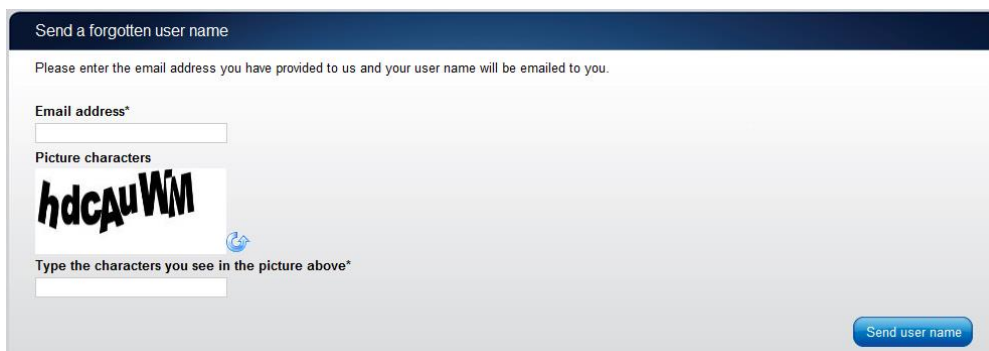 Send a forgotten user name
Please enter the email address you have provided to us and your user name will be emailed to you.
Email address*
Picture characters
Type the characters you see in the picture above*
Send user name